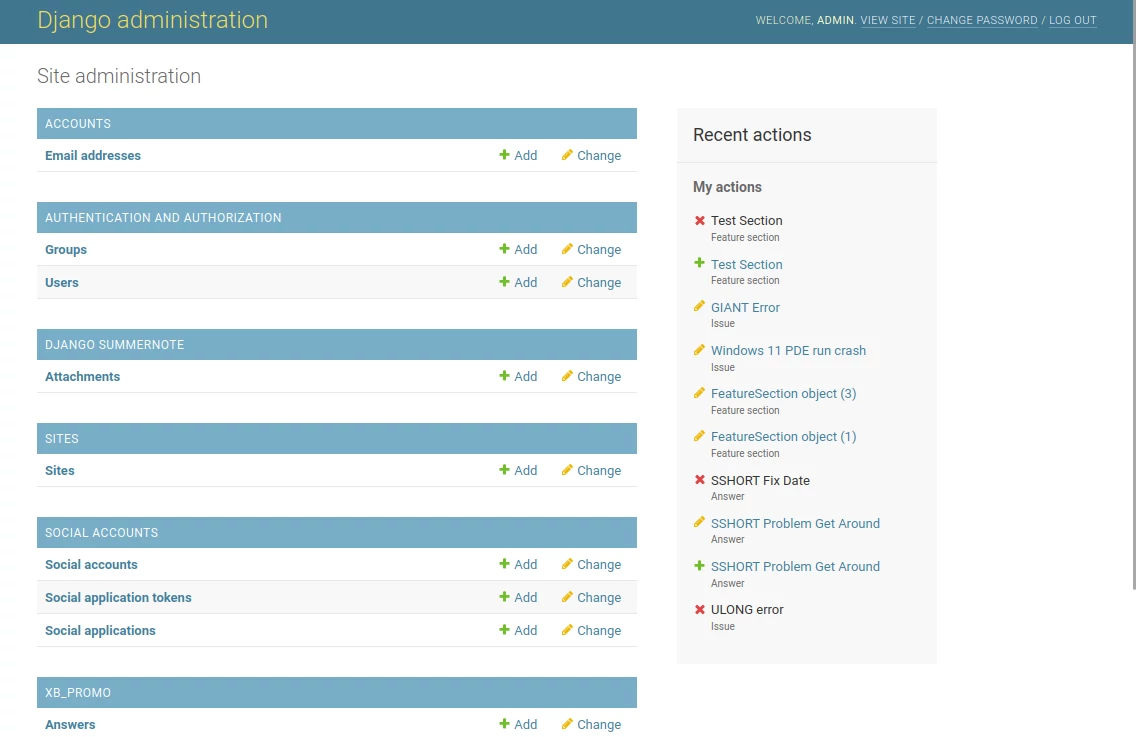 Django administration
WELCOME, ADMIN. VIEW SITE / CHANGE PASSWORD / LOG OUT
Site administration
ACCOUNTS
Email addresses Add Change
AUTHENTICATION AND AUTHORIZATION
Groups Add Change
Users Add Change
DJANGO SUMMERNOTE
Attachments Add Change
SITES
Sites Add Change
SOCIAL ACCOUNTS
Social accounts Add Change
Social application tokens Add Change
Social applications Add Change
XB_PROMO
Answers Add Change
Recent actions
My actions
Test Section
Feature section
Test Section
Feature section
GIANT Error
Issue
Windows 11 PDE run crash
Issue
FeatureSection object (3)
Feature section
FeatureSection object (1)
Feature section
SSHORT Fix Date
Answer
SSHORT Problem Get Around
Answer
SSHORT Problem Get Around
Answer
ULONG error
Issue